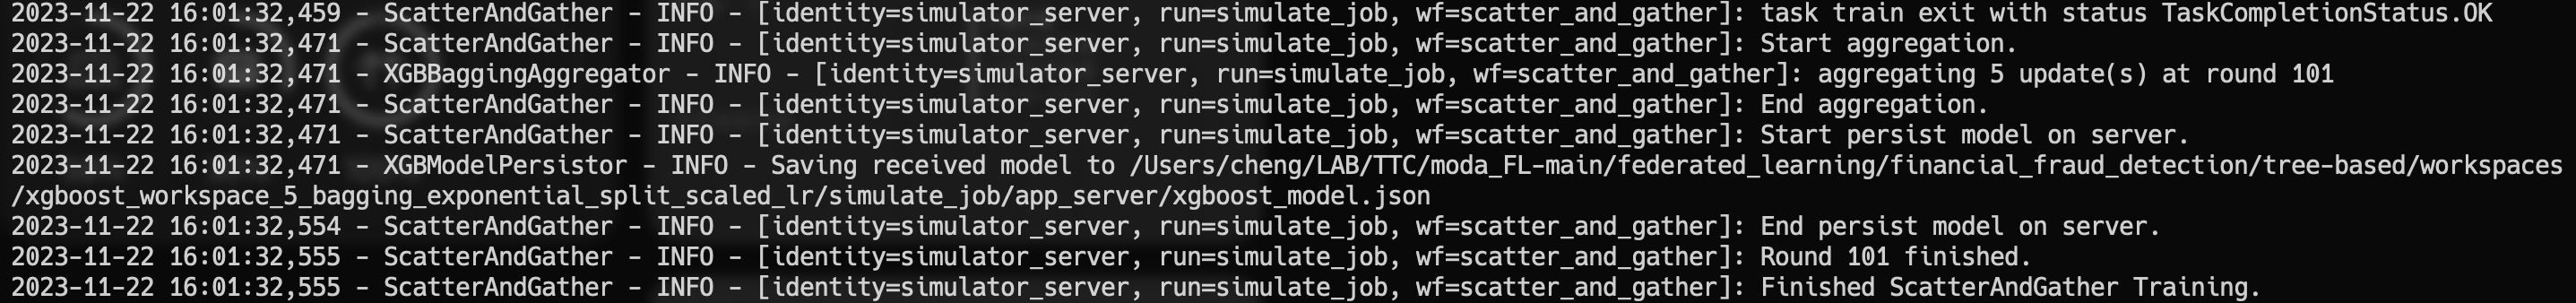 2023-11-22 16:01:32,459 - ScatterAndGather - INFO - [identity=simulator_server, run=simulate_job, wf=scatter_and_gather]: task train exit with status TaskCompletionStatus.OK
2023-11-22 16:01:32,471 - ScatterAndGather - INFO - [identity=simulator_server, run=simulate_job, wf=scatter_and_gather]: Start aggregation.
2023-11-22 16:01:32,471 - XGBBaggingAggregator - INFO - [identity=simulator_server, run=simulate_job, wf=scatter_and_gather]: aggregating 5 update(s) at round 101
2023-11-22 16:01:32,471 - ScatterAndGather - INFO - [identity=simulator_server, run=simulate_job, wf=scatter_and_gather]: End aggregation.
2023-11-22 16:01:32,471 - ScatterAndGather - INFO - [identity=simulator_server, run=simulate_job, wf=scatter_and_gather]: Start persist model on server.
2023-11-22 16:01:32,471 - XGBModelPersistor - INFO - Saving received model to /Users/cheng/LAB/TTC/moda_FL-main/federated_learning/financial_fraud_detection/tree-based/workspaces
/xgboost_workspace_5_bagging_exponential_split_scaled_lr/simulate_job/app_server/xgboost_model.json
2023-11-22 16:01:32,554 - ScatterAndGather - INFO - [identity=simulator_server, run=simulate_job, wf=scatter_and_gather]: End persist model on server.
2023-11-22 16:01:32,555 - ScatterAndGather - INFO - [identity=simulator_server, run=simulate_job, wf=scatter_and_gather]: Round 101 finished.
2023-11-22 16:01:32,555 - ScatterAndGather - INFO - [identity=simulator_server, run=simulate_job, wf=scatter_and_gather]: Finished ScatterAndGather Training.